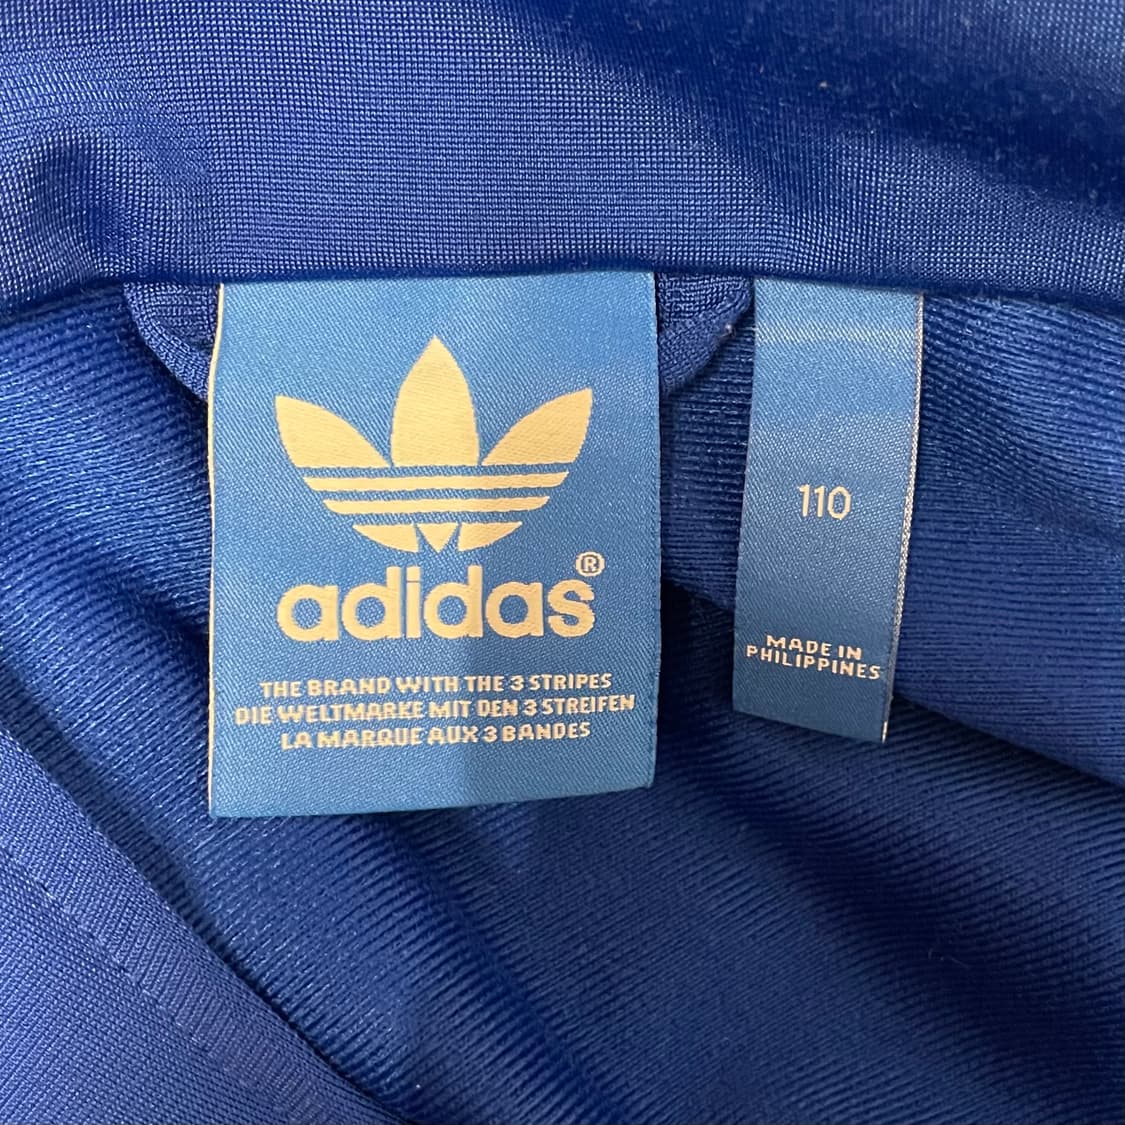 adidas®
THE BRAND WITH THE 3 STRIPES
DIE WELTMARKE MIT DEN 3 STREIFEN
LA MARQUE AUX 3 BANDES
110
MADE IN
PHILIPPINES